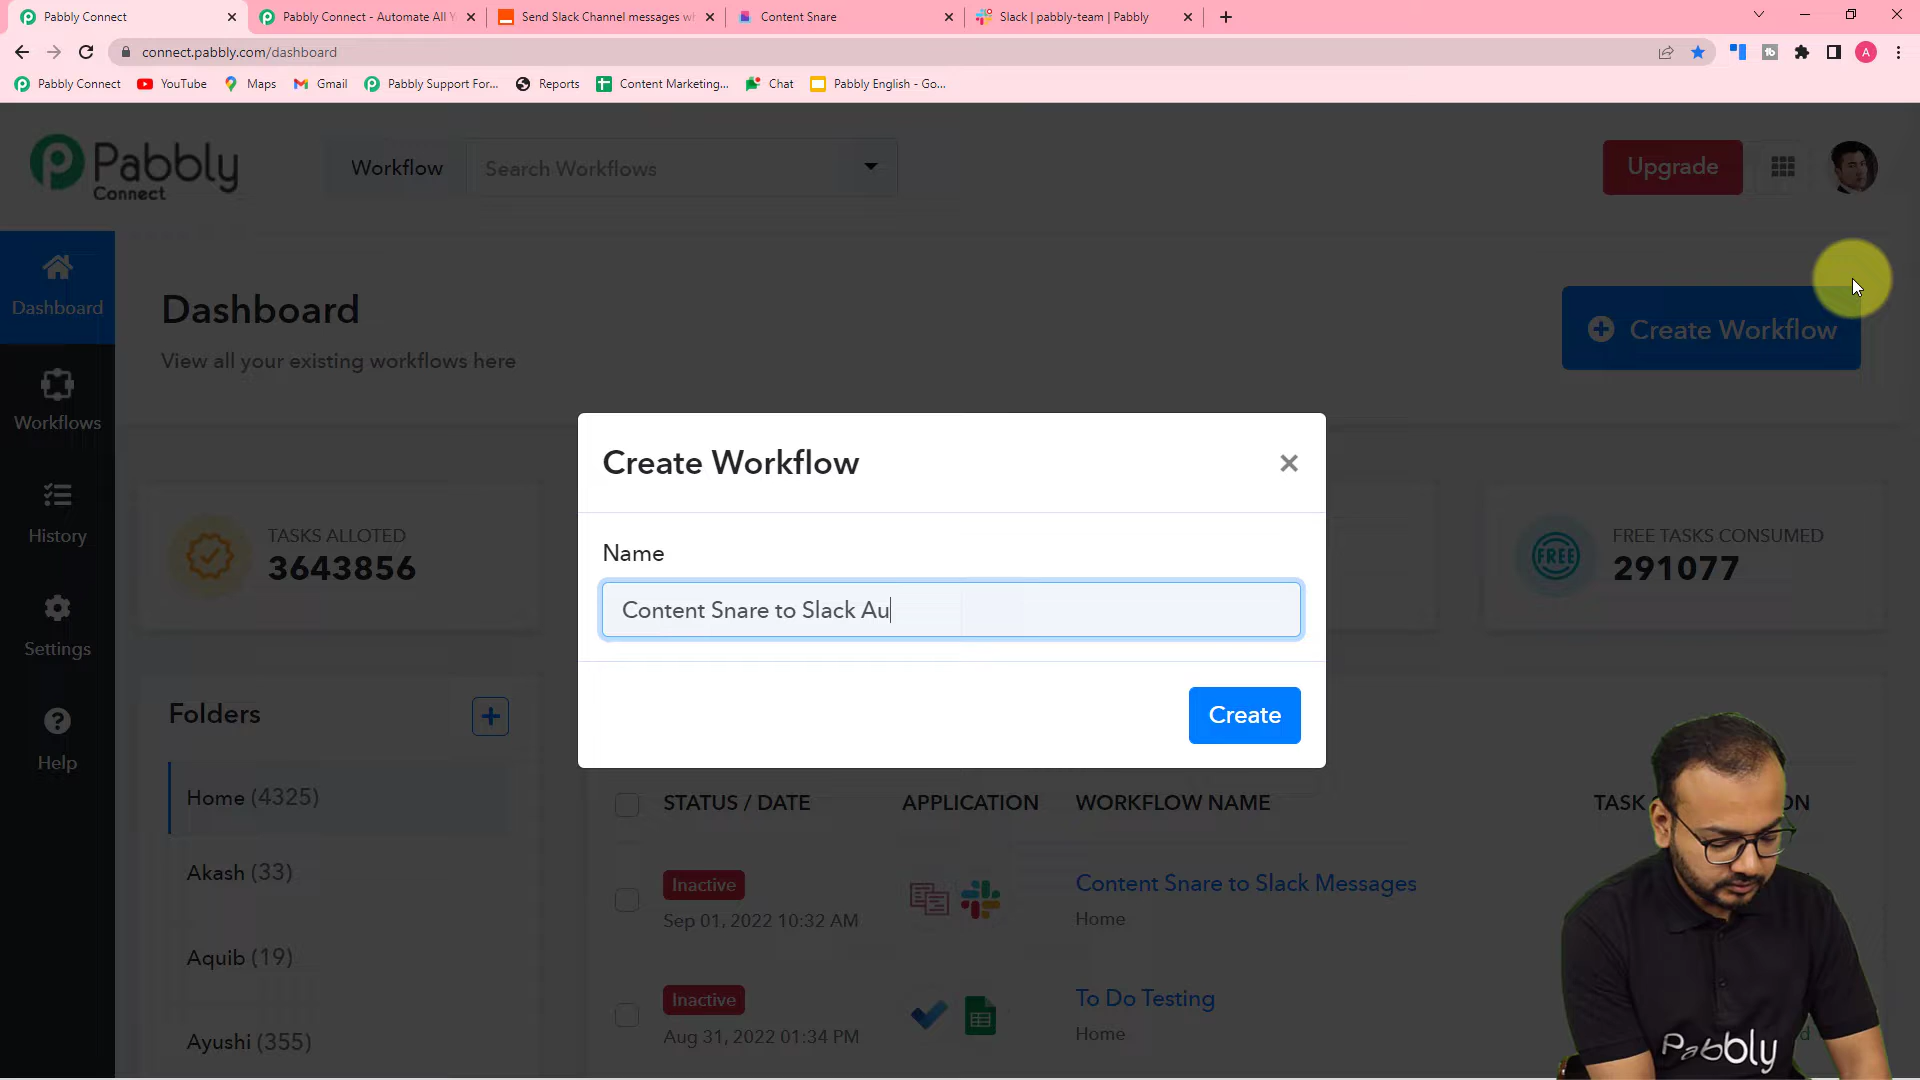 Pabbly Connect
Pabbly Connect - Automate All Y
Send Slack Channel messages wh
Content Snare
Slack | pabbly-team | Pabbly
connect.pabbly.com/dashboard
Pabbly Connect
YouTube
Maps
Gmail
Pabbly Support For...
Reports
Content Marketing...
Chat
Pabbly English - Go...
Pabbly
Connect
Workflow
Search Workflows
Upgrade
Dashboard
Workflows
History
Settings
Help
Dashboard
View all your existing workflows here
Create Workflow
TASKS ALLOTED
3643856
FREE
FREE TASKS CONSUMED
291077
Create Workflow
Name
Content Snare to Slack Au
Create
Folders
Home (4325)
Akash (33)
Aquib (19)
Ayushi (355)
STATUS / DATE
APPLICATION
WORKFLOW NAME
TASK
Inactive
Sep 01, 2022 10:32 AM
Content Snare to Slack Messages
Home
Inactive
Aug 31, 2022 01:34 PM
To Do Testing
Home
Pabbly